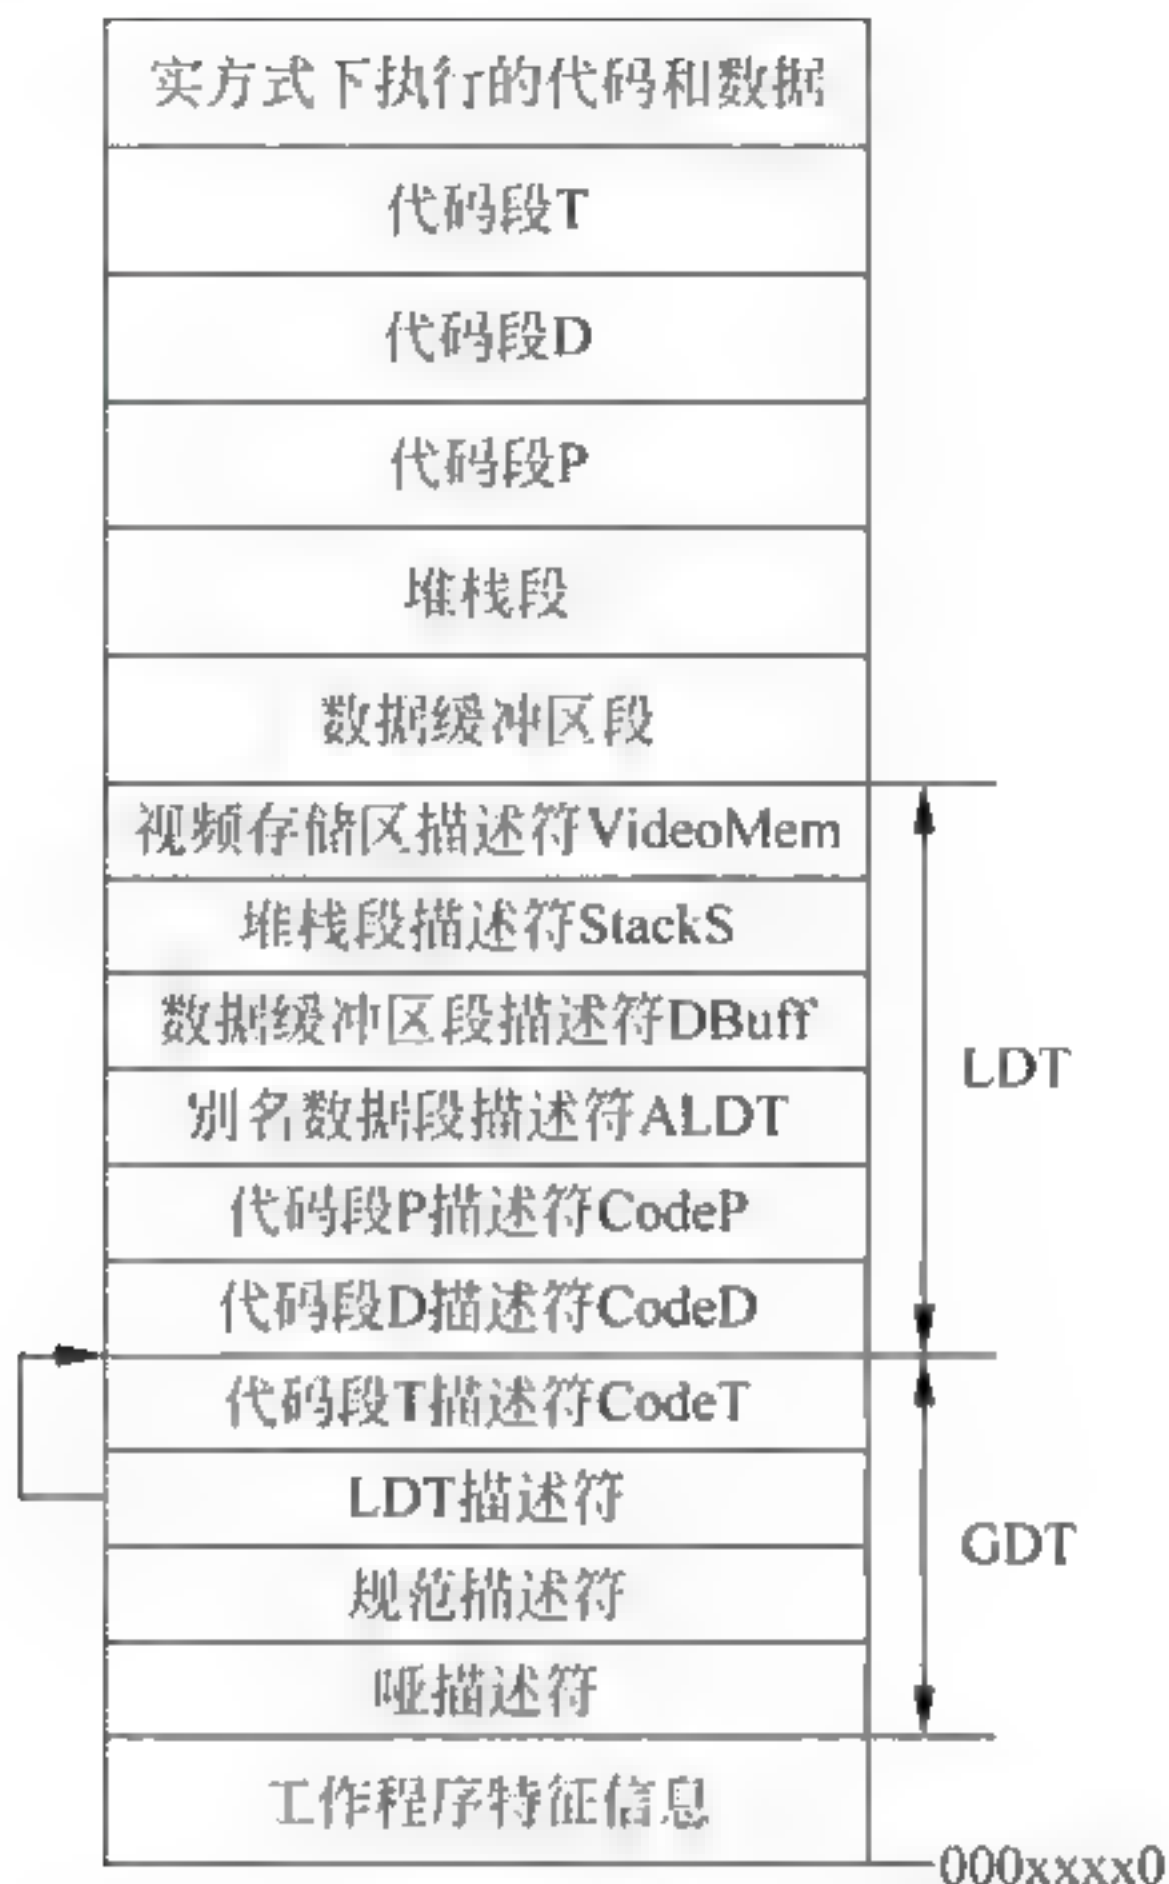 实方式下执行的代码和数据
代码段T
代码段D
代码段P
堆栈段
数据缓冲区段
视频存储区描述符VideoMem
堆栈段描述符StackS
数据缓冲区段描述符DBuff
别名数据段描述符ALDT
LDT
代码段P描述符CodeP
代码段D描述符CodeD
代码段T描述符CodeT
LDT描述符
GDT
规范描述符
哑描述符
工作程序特征信息
000xxxx0